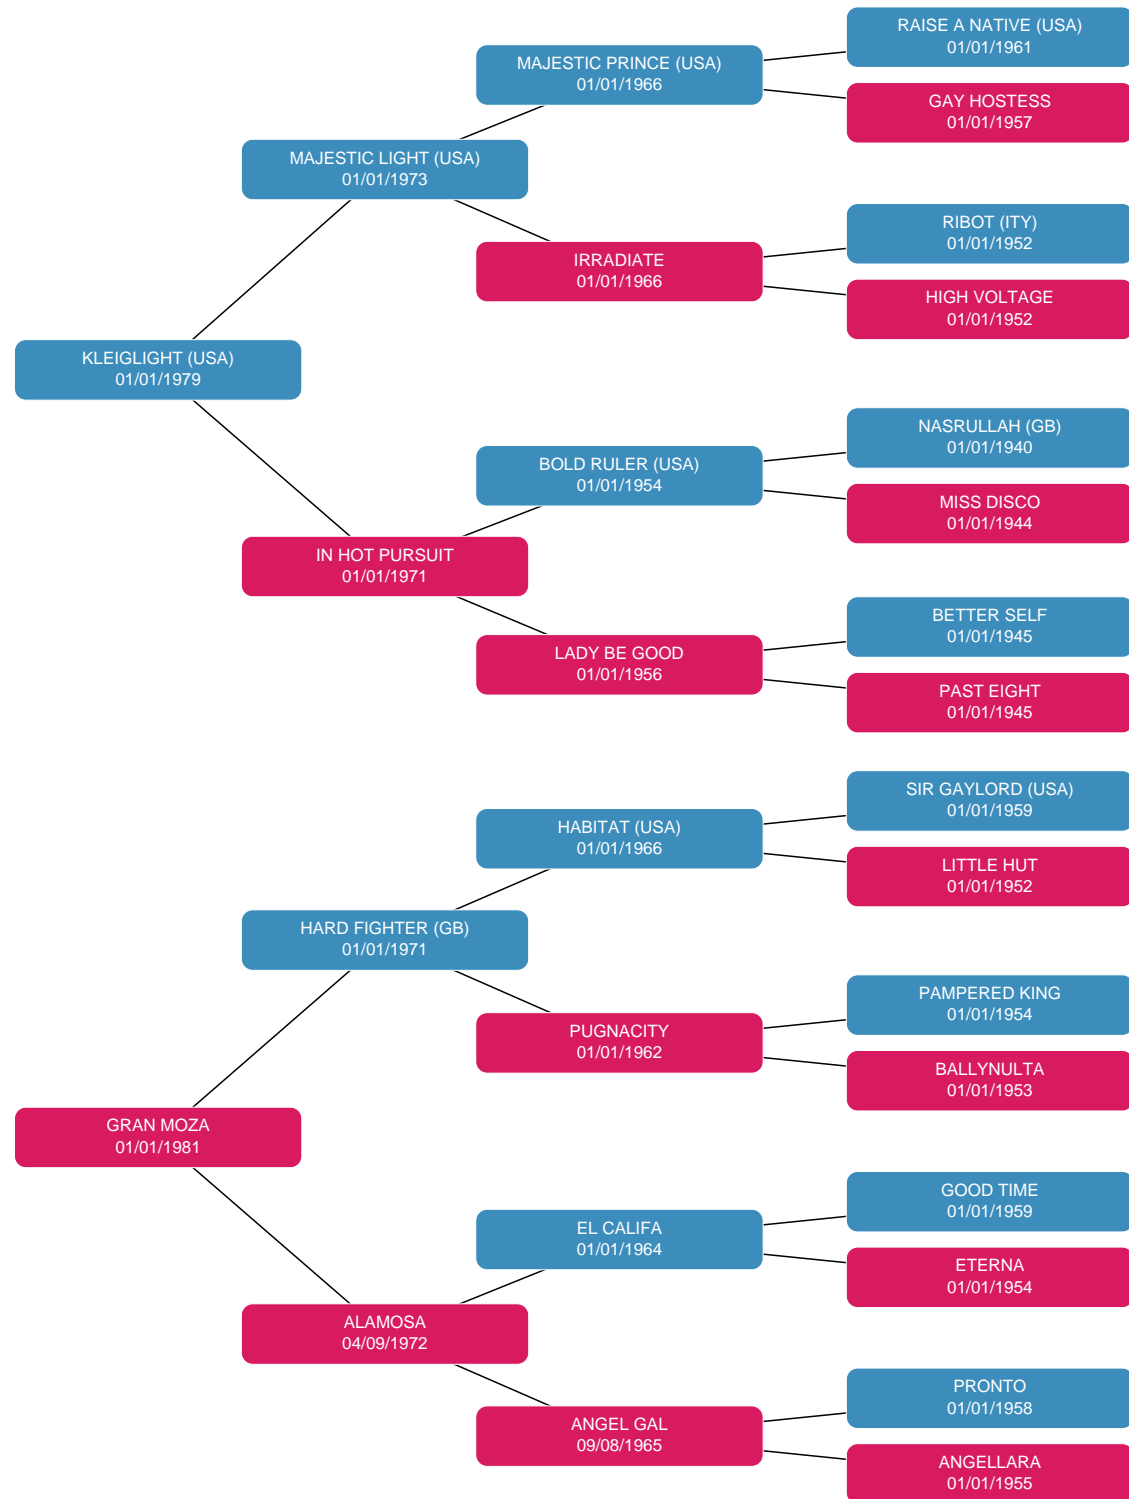 RAISE A NATIVE (USA)
01/01/1961
MAJESTIC PRINCE (USA)
01/01/1966
GAY HOSTESS
01/01/1957
MAJESTIC LIGHT (USA)
01/01/1973
RIBOT (ITY)
01/01/1952
IRRADIATE
01/01/1966
HIGH VOLTAGE
01/01/1952
KLEIGLIGHT (USA)
01/01/1979
NASRULLAH (GB)
01/01/1940
BOLD RULER (USA)
01/01/1954
MISS DISCO
01/01/1944
IN HOT PURSUIT
01/01/1971
BETTER SELF
01/01/1945
LADY BE GOOD
01/01/1956
PAST EIGHT
01/01/1945
SIR GAYLORD (USA)
01/01/1959
HABITAT (USA)
01/01/1966
LITTLE HUT
01/01/1952
HARD FIGHTER (GB)
01/01/1971
PAMPERED KING
01/01/1954
PUGNACITY
01/01/1962
BALLYNULTA
01/01/1953
GRAN MOZA
01/01/1981
GOOD TIME
01/01/1959
EL CALIFA
01/01/1964
ETERNA
01/01/1954
ALAMOSA
04/09/1972
PRONTO
01/01/1958
ANGEL GAL
09/08/1965
ANGELLARA
01/01/1955